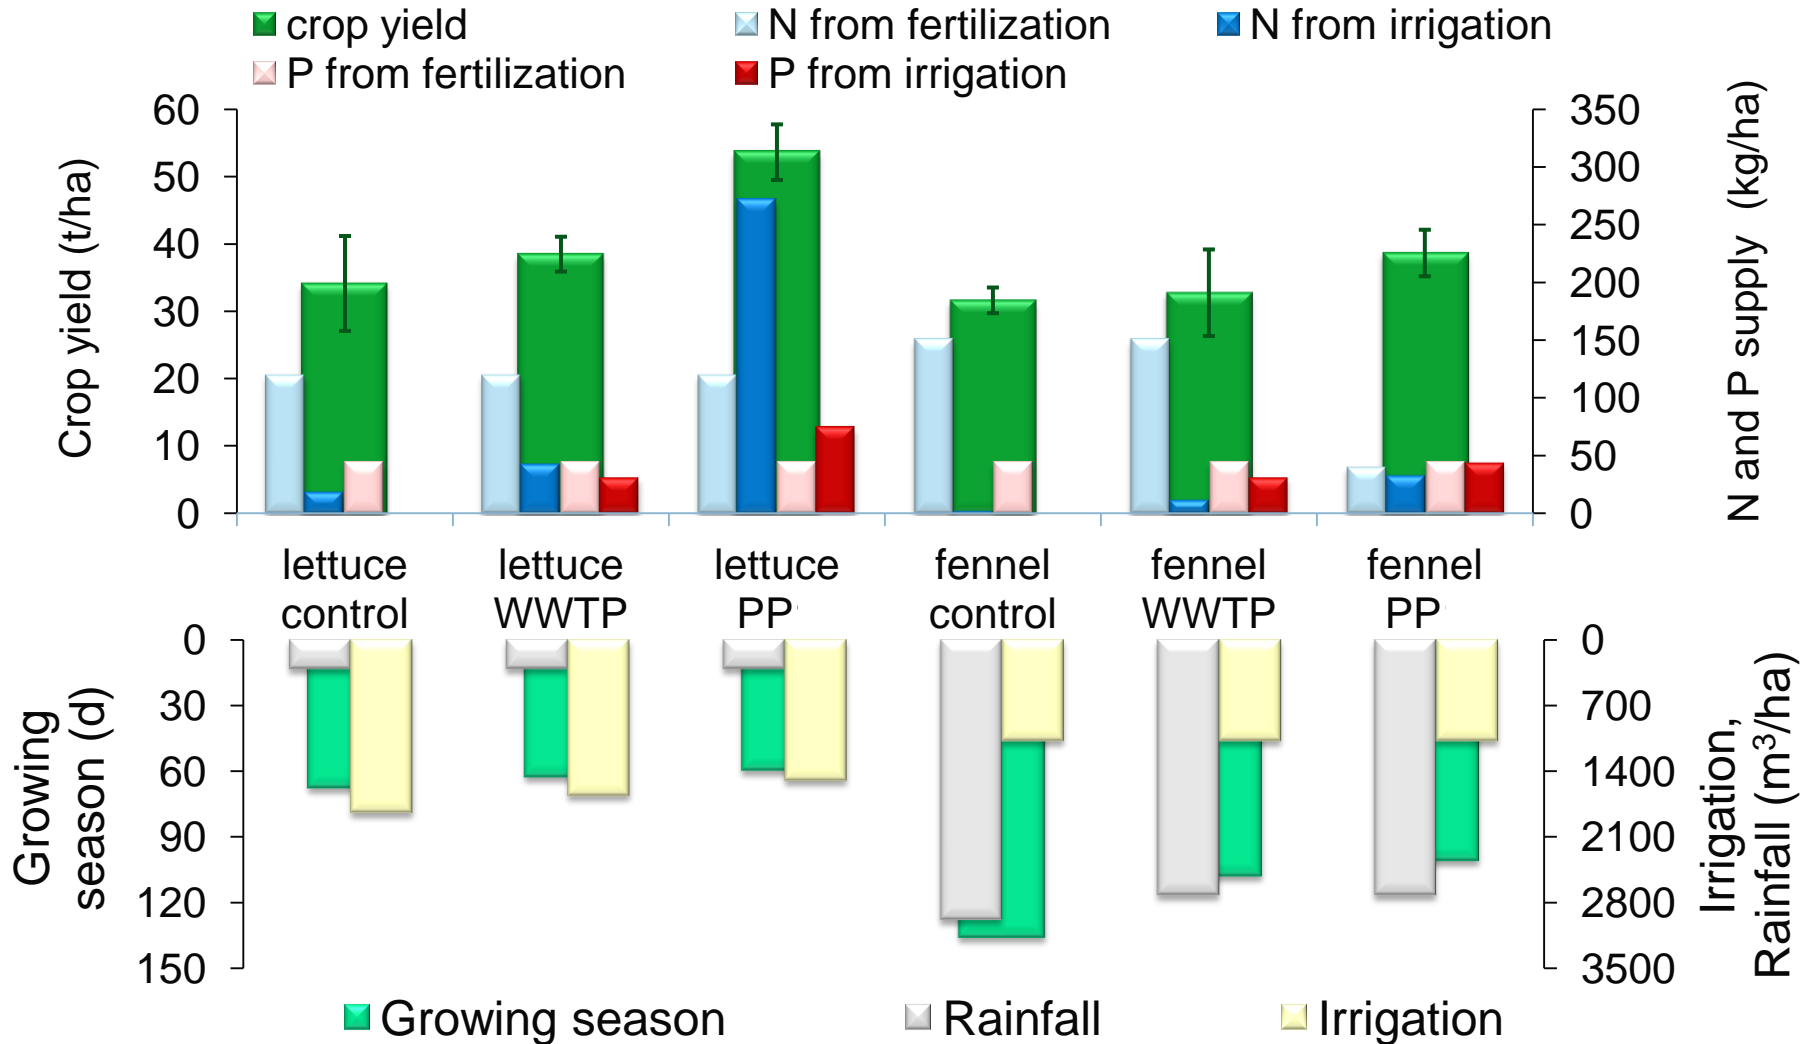 crop yield N from fertilization N from irrigation
P from fertilization P from irrigation
Crop yield (t/ha)
60
50
40
30
20
10
0
N and P supply (kg/ha)
350
300
250
200
150
100
50
0
lettuce control
lettuce WWTP
lettuce PP
fennel control
fennel WWTP
fennel PP
Growing
season (d)
0
30
60
90
120
150
Irrigation,
Rainfall (m³/ha)
0
700
1400
2100
2800
3500
Growing season Rainfall Irrigation